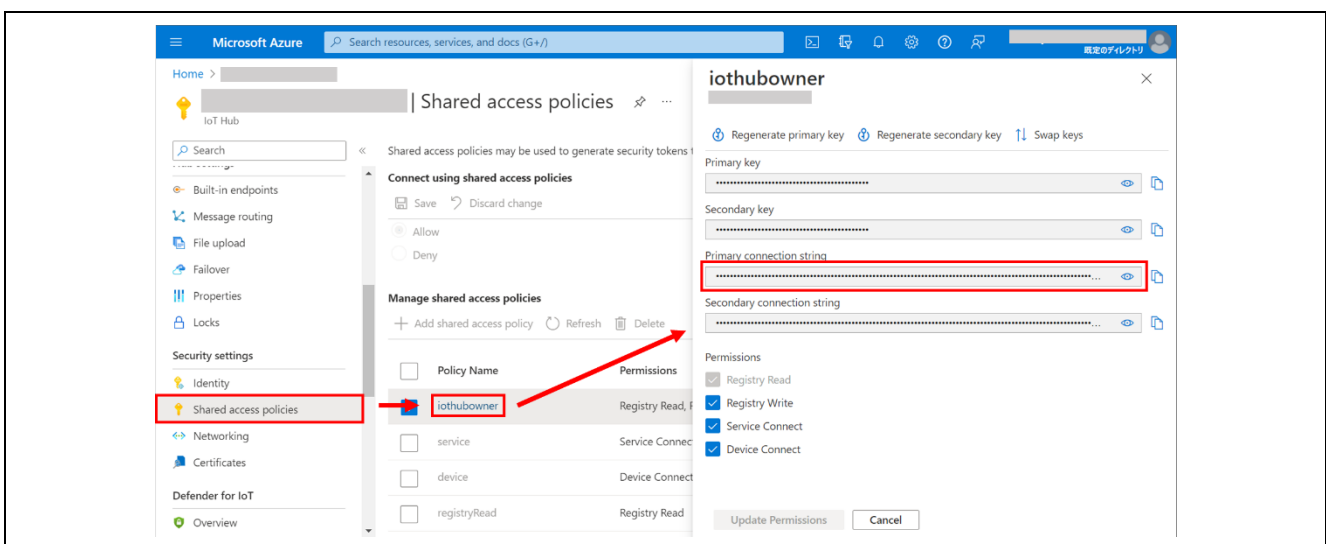 Microsoft Azure
Search resources, services, and docs (G+/)
既定のディレクトリ
Home >
| Shared access policies
IoT Hub
Search
«
Built-in endpoints
Message routing
File upload
Failover
Properties
Locks
Security settings
Identity
Shared access policies
Networking
Certificates
Defender for IoT
Overview
Shared access policies may be used to generate security tokens
Connect using shared access policies
Save Discard change
Allow
Deny
Manage shared access policies
Add shared access policy Refresh Delete
Policy Name Permissions
iothubowner Registry Read,
service Service Connec
device Device Connect
registryRead Registry Read
iothubowner
Regenerate primary key Regenerate secondary key Swap keys
Primary key
Secondary key
Primary connection string
Secondary connection string
Permissions
Registry Read
Registry Write
Service Connect
Device Connect
Update Permissions Cancel